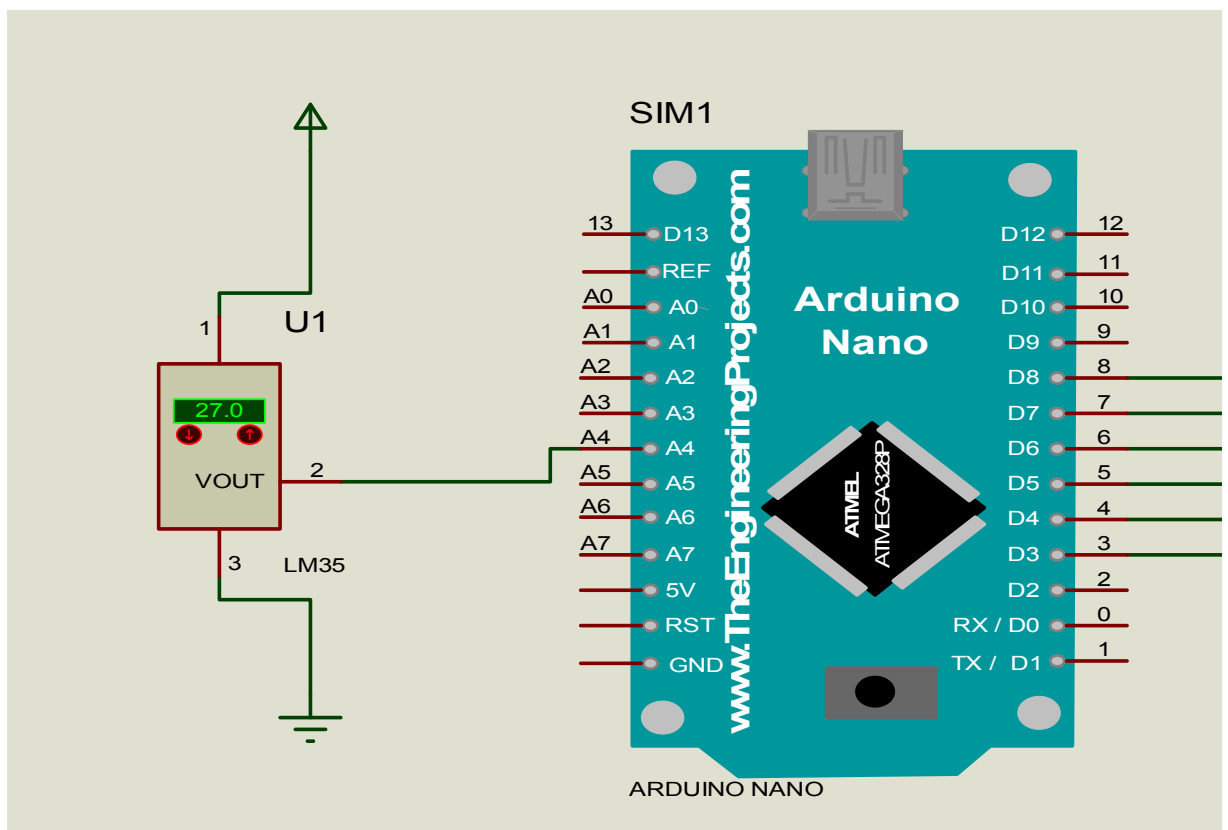 SIM1
U1
1
27.0
VOUT
2
3
LM35
13
D13
REF
A0
A0
A1
A1
A2
A2
A3
A3
A4
A4
A5
A5
A6
A6
A7
A7
5V
RST
GND
www.TheEngineeringProjects.com
Arduino
Nano
ATMEL
ATMEGA328P
D12
12
D11
11
D10
10
D9
9
D8
8
D7
7
D6
6
D5
5
D4
4
D3
3
D2
2
RX / D0
0
TX / D1
1
ARDUINO NANO